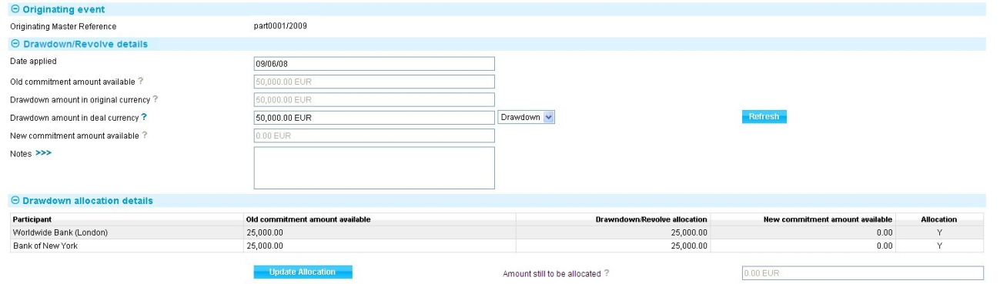 Originating event
Originating Master Reference part0001/2009
Drawdown/Revolve details
Date applied 09/06/08
Old commitment amount available ? 50,000.00 EUR
Drawdown amount in original currency ? 50,000.00 EUR
Drawdown amount in deal currency ? 50,000.00 EUR Drawdown Refresh
New commitment amount available ? 0.00 EUR
Notes >>>
Drawdown allocation details
Participant Old commitment amount available Drawndown/Revolve allocation New commitment amount available Allocation
Worldwide Bank (London) 25,000.00 25,000.00 0.00 Y
Bank of New York 25,000.00 25,000.00 0.00 Y
Update Allocation Amount still to be allocated ? 0.00 EUR